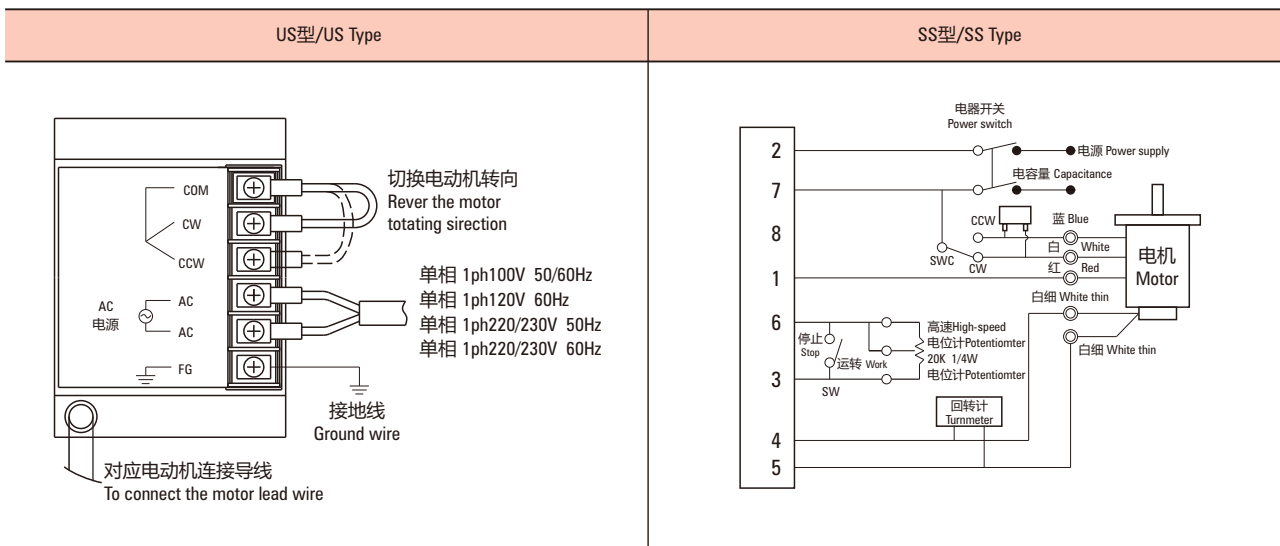 US型/US Type
COM
CW
CCW
AC
电源
AC
AC
FG
切换电动机转向
Rever the motor
totating sirection
单相 1ph100V 50/60Hz
单相 1ph120V 60Hz
单相 1ph220/230V 50Hz
单相 1ph220/230V 60Hz
接地线
Ground wire
对应电动机连接导线
To connect the motor lead wire
SS型/SS Type
电器开关
Power switch
2
电源 Power supply
7
电容量 Capacitance
8
CCW
蓝 Blue
白 White
SWC
CW
1
红 Red
电机
Motor
白细 White thin
6
停止
Stop
运转 Work
高速High-speed
电位计Potentiomter
20K 1/4W
电位计Potentiomter
白细 White thin
3
SW
回转计
Turnmeter
4
5